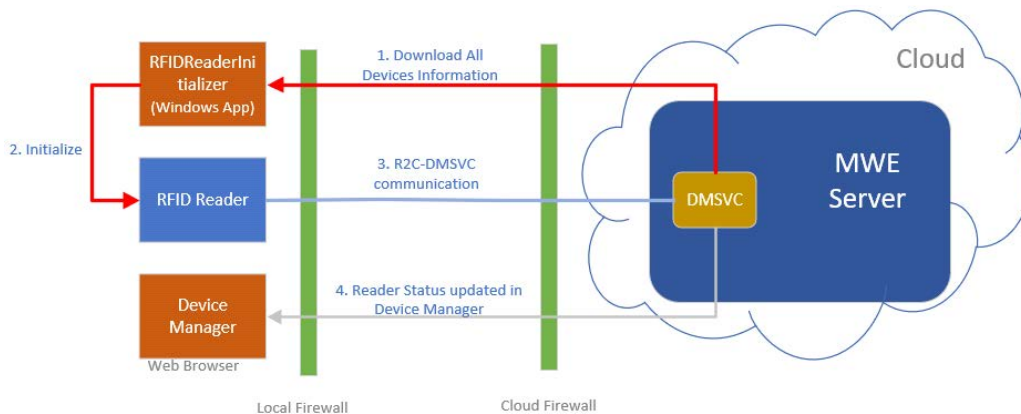 RFIDReaderIni
tializer
(Windows App)
1. Download All
Devices Information
Cloud
2. Initialize
RFID Reader
3. R2C-DMSVC
communication
DMSVC
MWE
Server
Device
Manager
4. Reader Status updated in
Device Manager
Web Browser
Local Firewall
Cloud Firewall